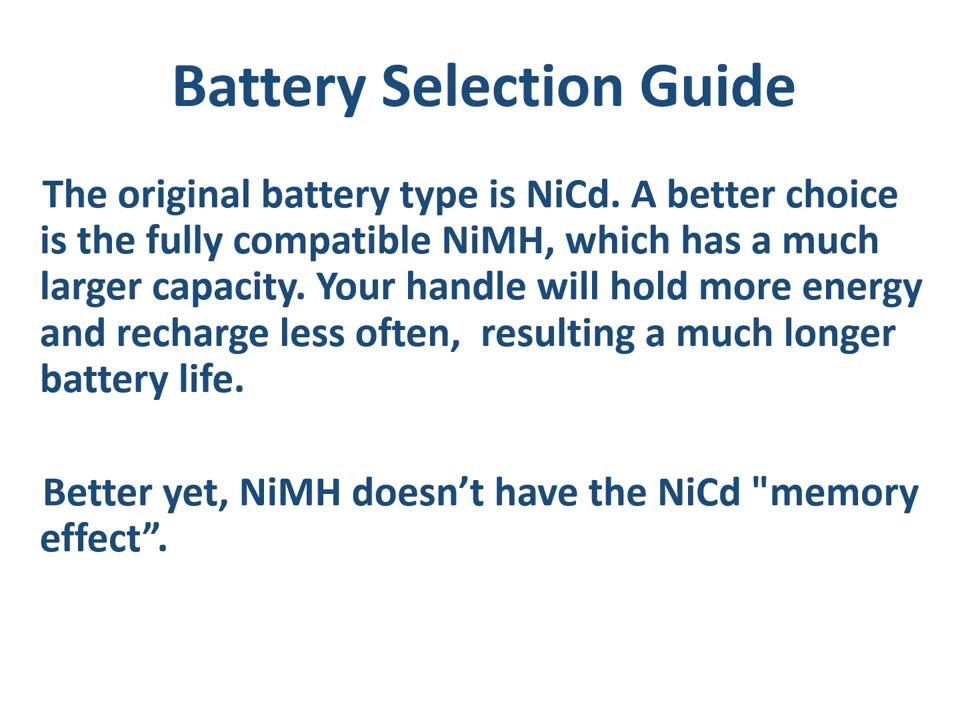 Battery Selection Guide
The original battery type is NiCd. A better choice
is the fully compatible NiMH, which has a much
larger capacity. Your handle will hold more energy
and recharge less often,  resulting a much longer
battery life.
Better yet, NiMH doesn’t have the NiCd "memory
effect”.